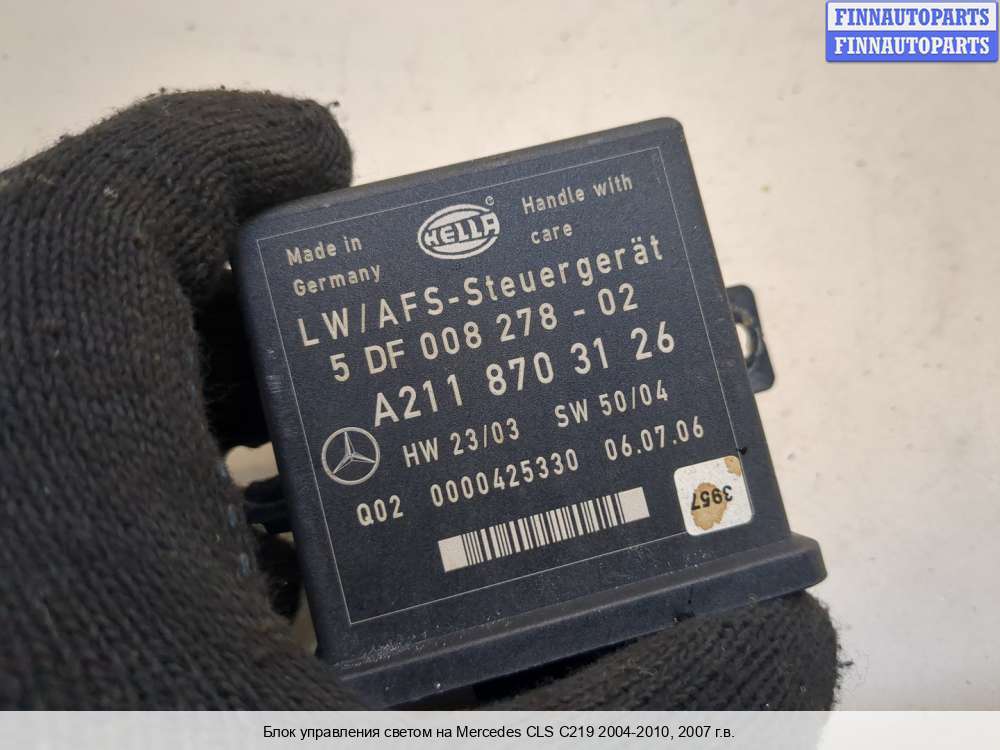 FINNAUTOPARTS
FINNAUTOPARTS
Made in
Germany
HELLA
Handle with
care
LW/AFS-Steuergerät
5 DF 008 278 - 02
A211 870 31 26
HW 23/03 SW 50/04
Q02 0000425330 06.07.06
3957
Блок управления светом на Mercedes CLS C219 2004-2010, 2007 г.в.